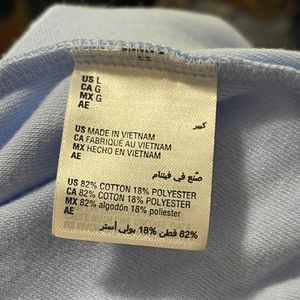 US L
CA G
MX G
AE
كبير
US MADE IN VIETNAM
CA FABRIQUÉ AU VIETNAM
MX HECHO EN VIETNAM
AE
صنع في فيتنام
US 82% COTTON 18% POLYESTER
CA 82% COTTON 18% POLYESTER
MX 82% algodón 18% poliester
AE
82% قطن 18% بولي أستر